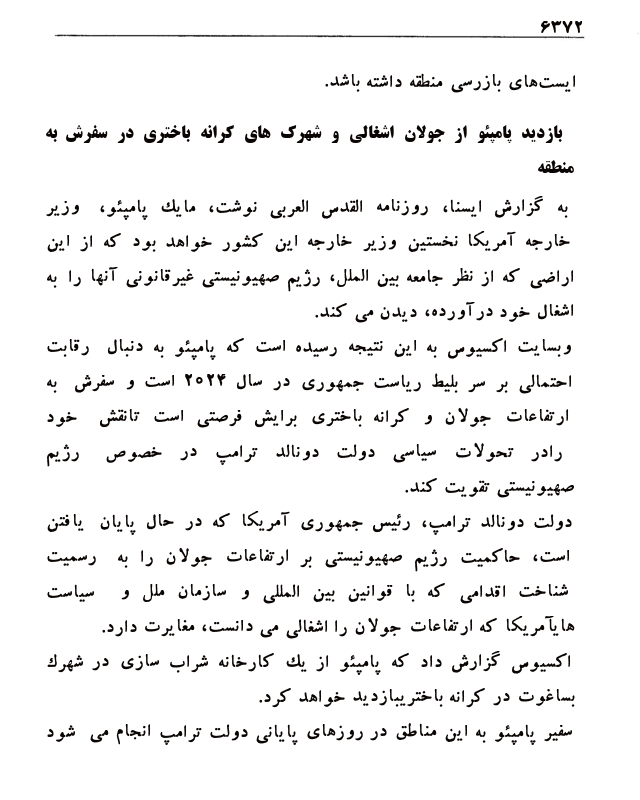 ۶۳۷۲
ایست‌های بازرسی منطقه داشته باشد.
بازدید پامپئو از جولان اشغالی و شهرک های کرانه باختری در سفرش به
منطقه
به گزارش ایسنا، روزنامه القدس العربی نوشت، مایك پامپئو، وزیر
خارجه آمریکا نخستین وزیر خارجه این کشور خواهد بود که از این
اراضی که از نظر جامعه بین الملل، رژیم صهیونیستی غیرقانونی آنها را به
اشغال خود درآورده، دیدن می کند.
وبسایت اکسیوس به این نتیجه رسیده است که پامپئو به دنبال رقابت
احتمالی بر سر بلیط ریاست جمهوری در سال ۲۰۲۴ است و سفرش به
ارتفاعات جولان و کرانه باختری برایش فرصتی است تانقش خود
رادر تحولات سیاسی دولت دونالد ترامپ در خصوص رژیم
صهیونیستی تقویت کند.
دولت دونالد ترامپ، رئیس جمهوری آمریکا که در حال پایان یافتن
است، حاکمیت رژیم صهیونیستی بر ارتفاعات جولان را به رسمیت
شناخت اقدامی که با قوانین بین المللی و سازمان ملل و سیاست
هایآمریکا که ارتفاعات جولان را اشغالی می دانست، مغایرت دارد.
اکسیوس گزارش داد که پامپئو از یك کارخانه شراب سازی در شهرك
بساغوت در کرانه باختریبازدید خواهد کرد.
سفیر پامپئو به این مناطق در روزهای پایانی دولت ترامپ انجام می شود